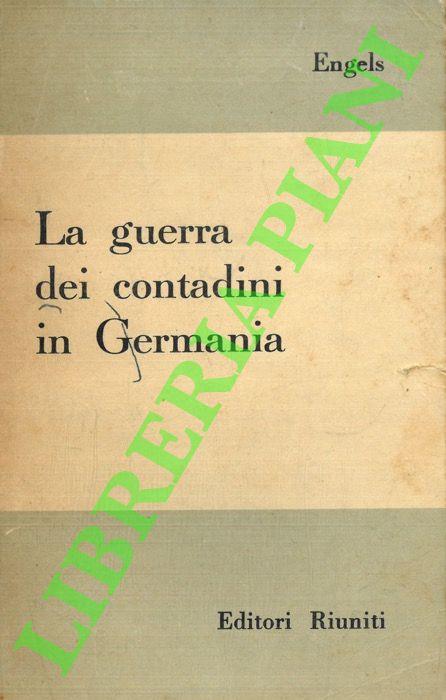 Engels
La guerra
dei contadini
in Germania
Editori Riuniti
LIBRERIA PIANI